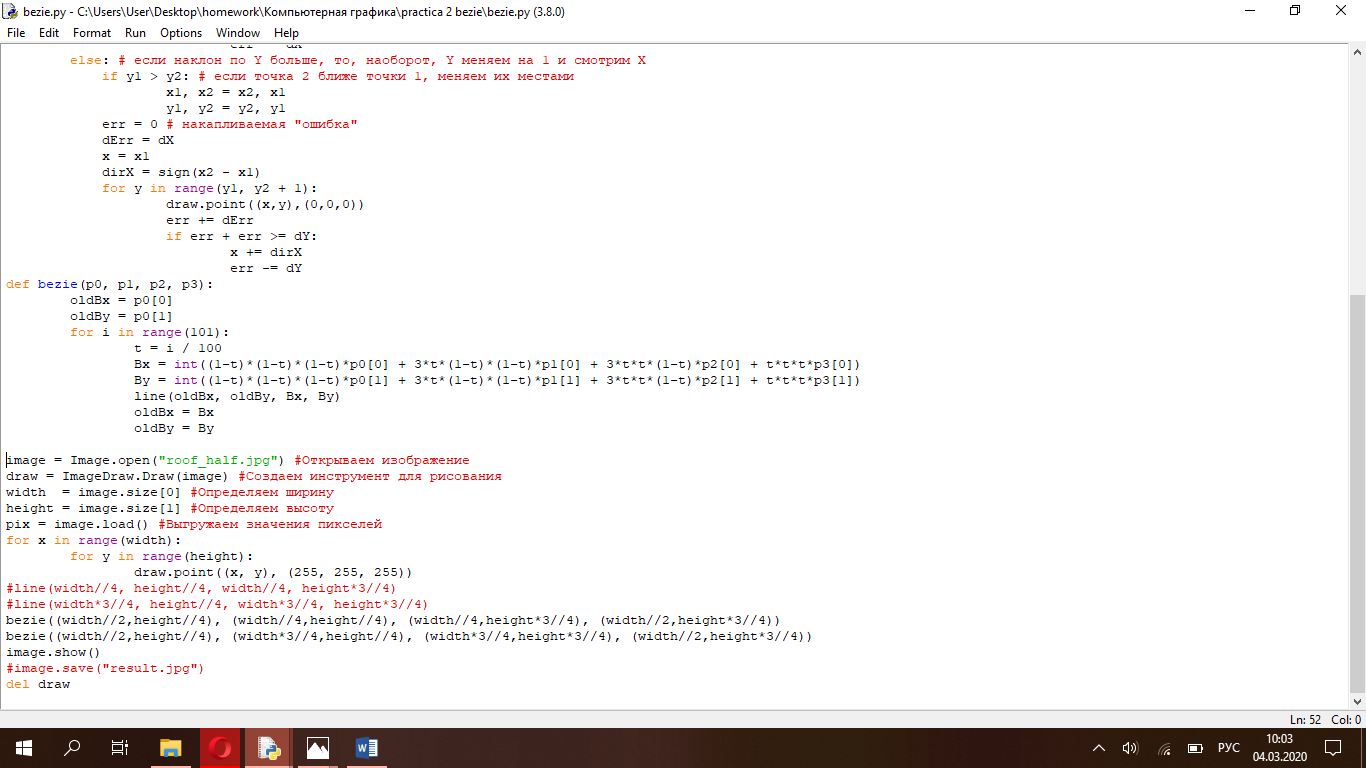 bezie.py - C:\Users\User\Desktop\homework\Компьютерная графика\practica 2 bezie\bezie.py (3.8.0)
File Edit Format Run Options Window Help
else: # если наклон по Y больше, то, наоборот, Y меняем на 1 и смотрим X
if y1 > y2: # если точка 2 ближе точки 1, меняем их местами
x1, x2 = x2, x1
y1, y2 = y2, y1
err = 0 # накапливаемая "ошибка"
dErr = dX
x = x1
dirX = sign(x2 - x1)
for y in range(y1, y2 + 1):
draw.point((x,y),(0,0,0))
err += dErr
if err + err >= dY:
x += dirX
err -= dY
def bezie(p0, p1, p2, p3):
oldBx = p0[0]
oldBy = p0[1]
for i in range(101):
t = i / 100
Bx = int((1-t)*(1-t)*(1-t)*p0[0] + 3*t*(1-t)*(1-t)*p1[0] + 3*t*t*(1-t)*p2[0] + t*t*t*p3[0])
By = int((1-t)*(1-t)*(1-t)*p0[1] + 3*t*(1-t)*(1-t)*p1[1] + 3*t*t*(1-t)*p2[1] + t*t*t*p3[1])
line(oldBx, oldBy, Bx, By)
oldBx = Bx
oldBy = By
image = Image.open("roof_half.jpg") #Открываем изображение
draw = ImageDraw.Draw(image) #Создаем инструмент для рисования
width  = image.size[0] #Определяем ширину
height = image.size[1] #Определяем высоту
pix = image.load() #Выгружаем значения пикселей
for x in range(width):
for y in range(height):
draw.point((x, y), (255, 255, 255))
#line(width//4, height//4, width//4, height*3//4)
#line(width*3//4, height//4, width*3//4, height*3//4)
bezie((width//2,height//4), (width//4,height//4), (width//4,height*3//4), (width//2,height*3//4))
bezie((width//2,height//4), (width*3//4,height//4), (width*3//4,height*3//4), (width//2,height*3//4))
image.show()
#image.save("result.jpg")
del draw
Ln: 52 Col: 0
РУС
10:03
04.03.2020